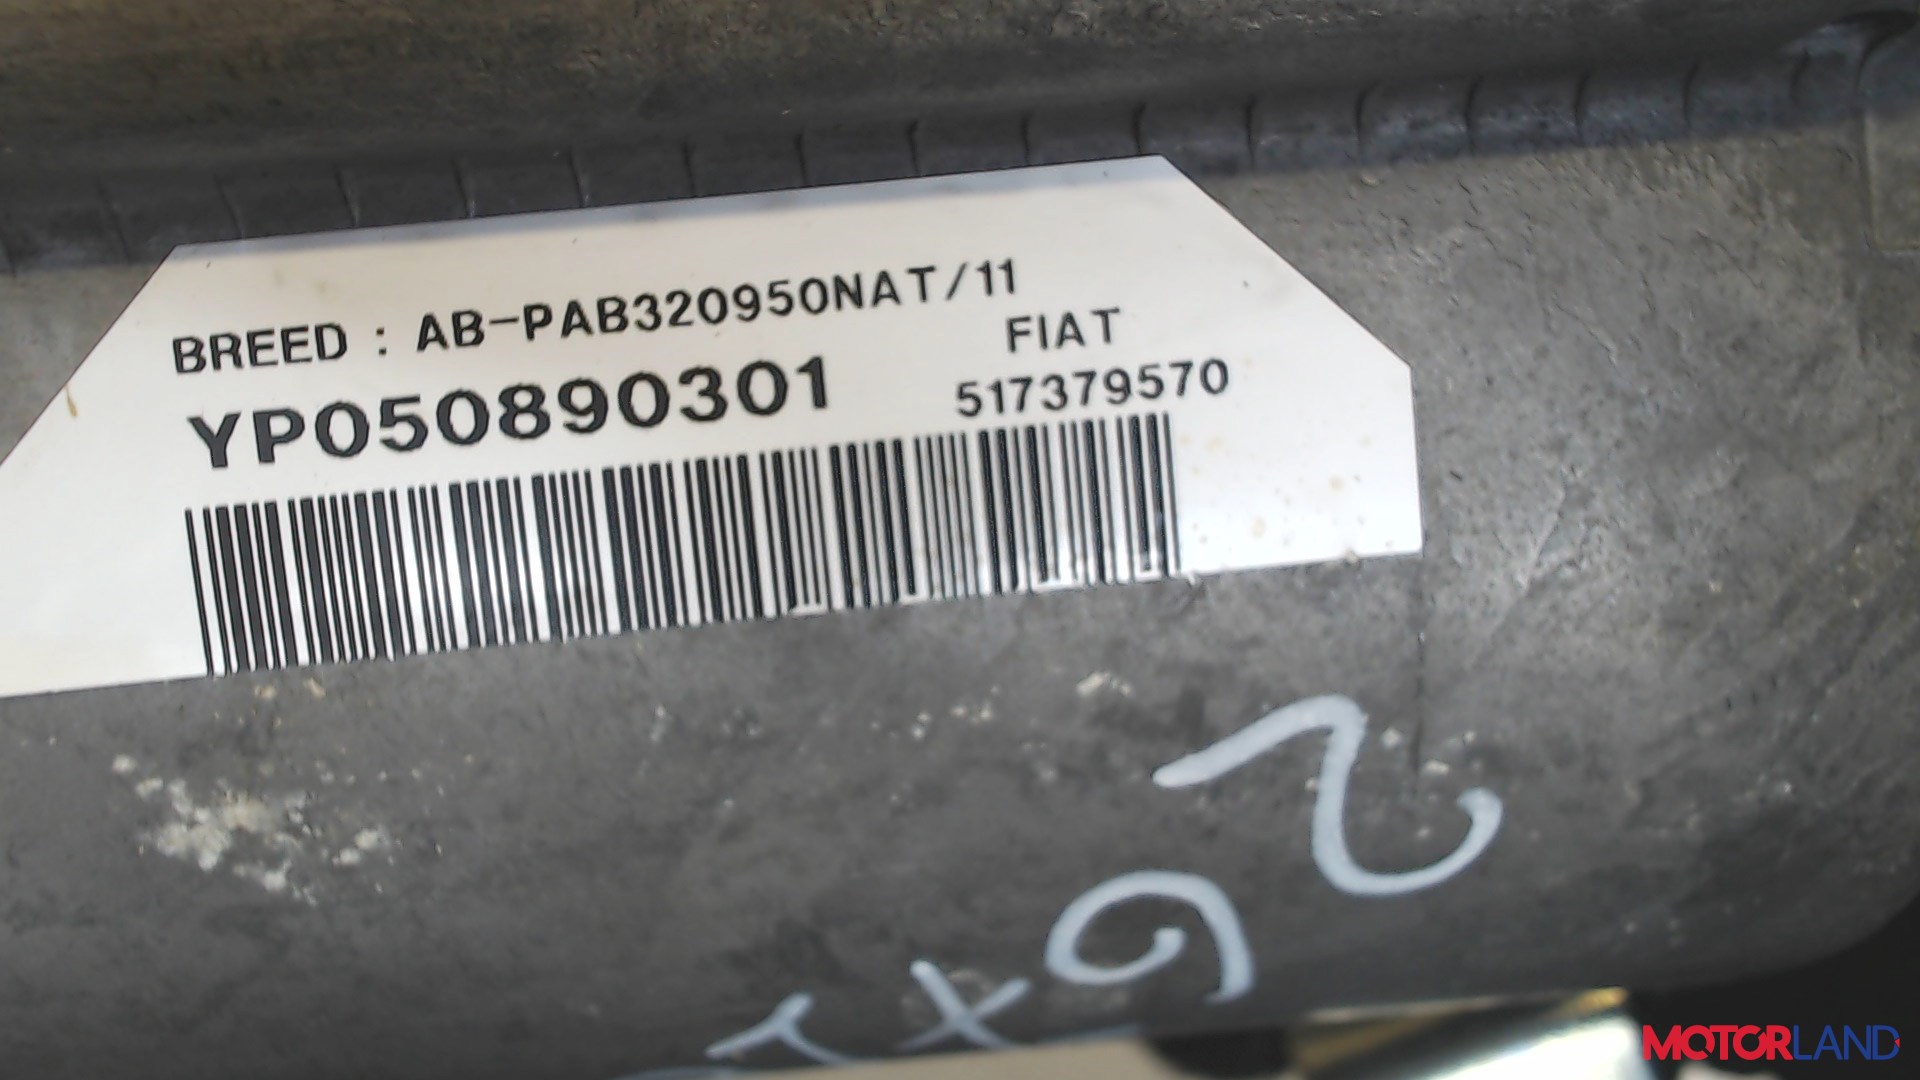 BREED : AB-PAB320950NAT/11
FIAT
YP050890301
517379570
MOTORLAND